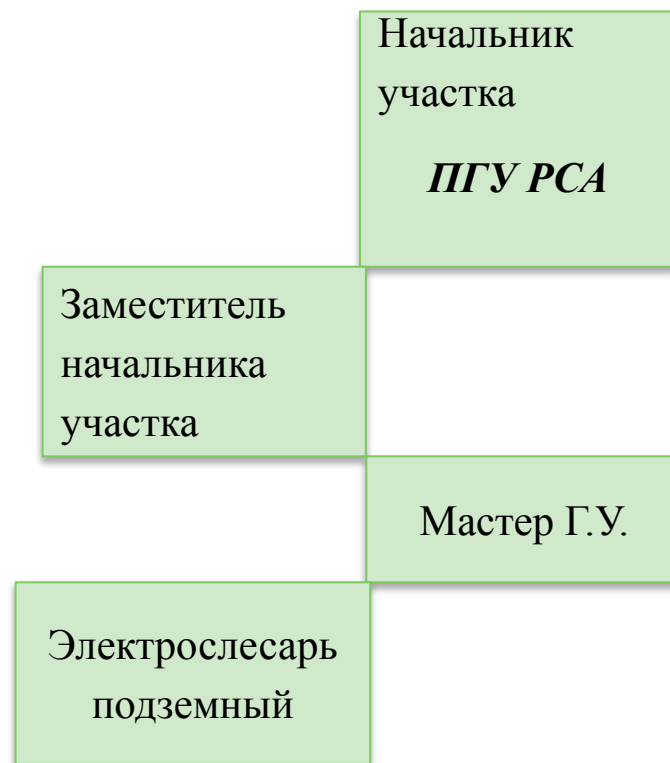 Начальник
участка
ПГУ РСА
Заместитель
начальника
участка
Мастер Г.У.
Электрослесарь
подземный